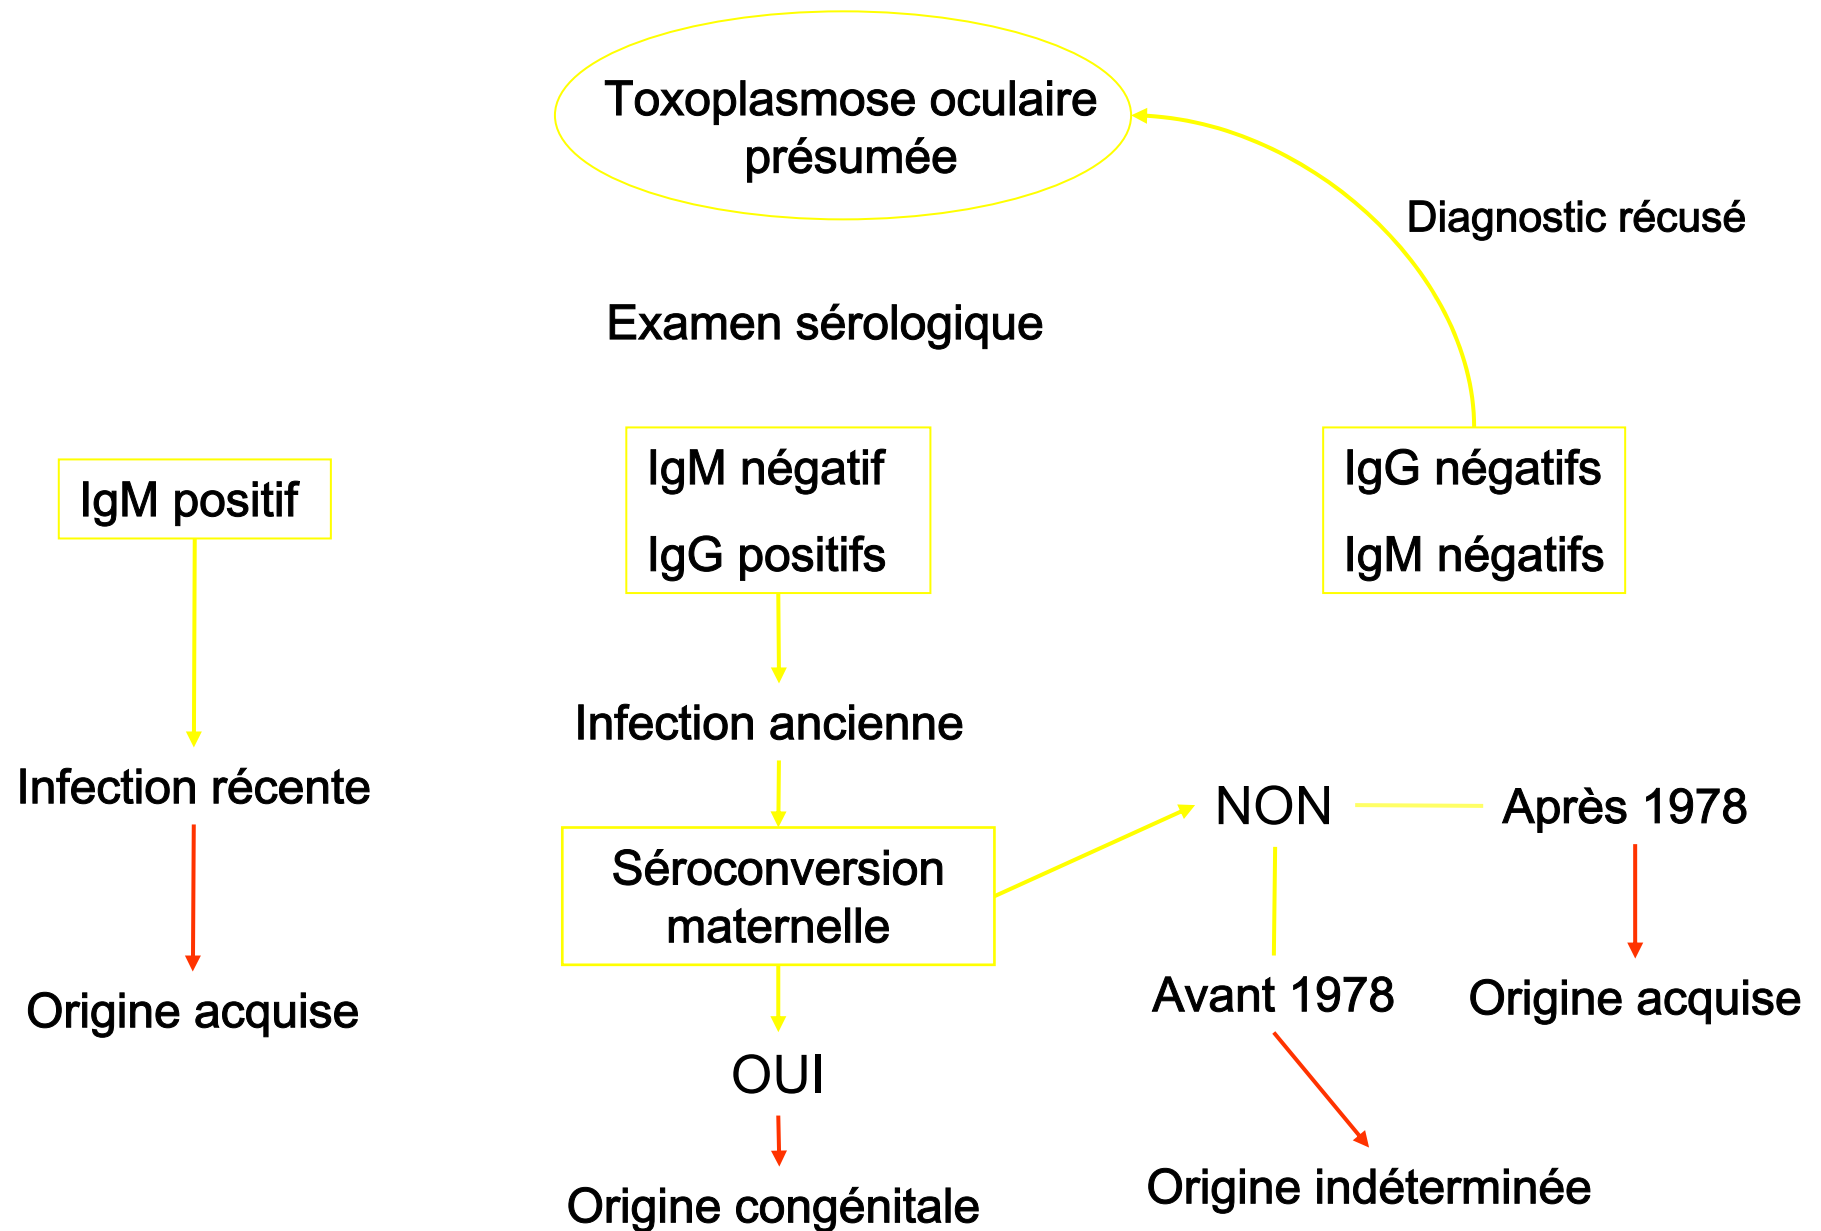 Toxoplasmose oculaire
présumée
Diagnostic récusé
Examen sérologique
IgM positif
IgM négatif
IgG positifs
IgG négatifs
IgM négatifs
Infection ancienne
Infection récente
Séroconversion
maternelle
NON
Après 1978
Avant 1978
Origine acquise
Origine acquise
OUI
Origine congénitale
Origine indéterminée